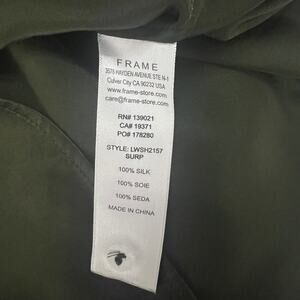 FRAME
3578 HAYDEN AVENUE STE N-1
Culver City CA 90232 USA
www.frame-store.com
care@frame-store.com
RN# 139021
CA# 19371
PO# 178280
STYLE: LWSH2157
SURP
100% SILK
100% SOIE
100% SEDA
MADE IN CHINA